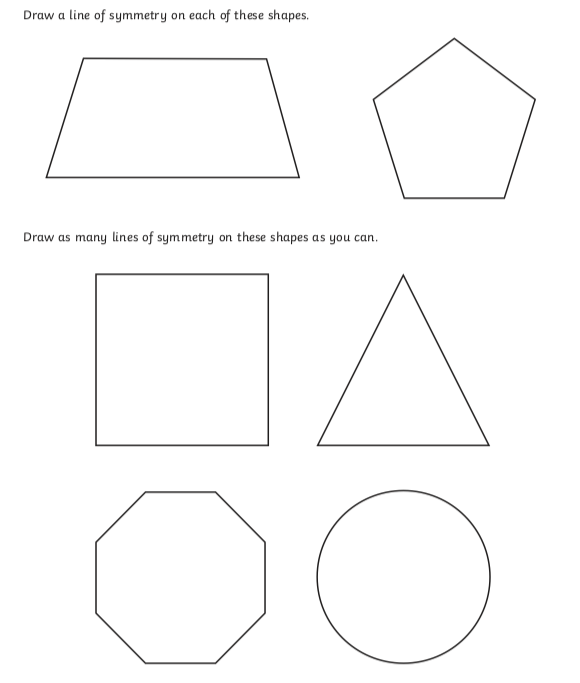 Draw a line of symmetry on each of these shapes.
Draw as many lines of symmetry on these shapes as you can.